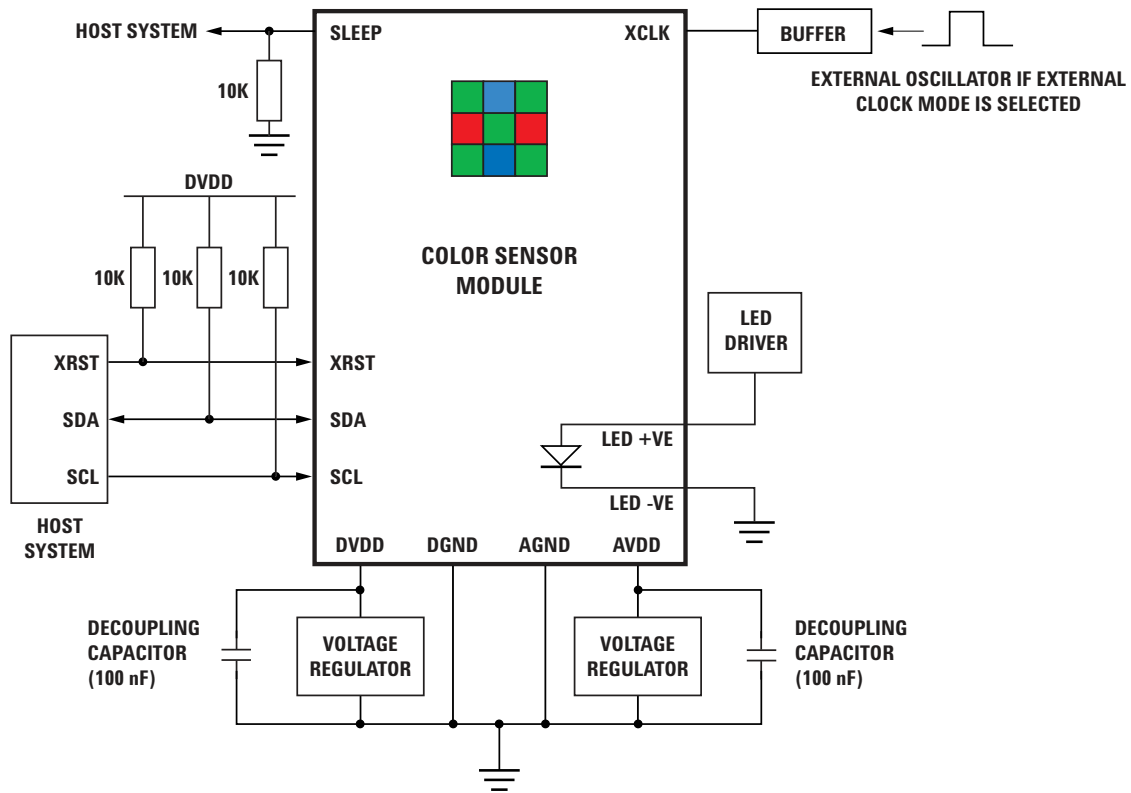 HOST SYSTEM
SLEEP
XCLK
BUFFER
EXTERNAL OSCILLATOR IF EXTERNAL
CLOCK MODE IS SELECTED
10K
DVDD
10K
10K
10K
COLOR SENSOR
MODULE
LED
DRIVER
XRST
XRST
SDA
SDA
SCL
SCL
LED +VE
LED -VE
HOST
SYSTEM
DVDD
DGND
AGND
AVDD
DECOUPLING
CAPACITOR
(100 nF)
VOLTAGE
REGULATOR
VOLTAGE
REGULATOR
DECOUPLING
CAPACITOR
(100 nF)